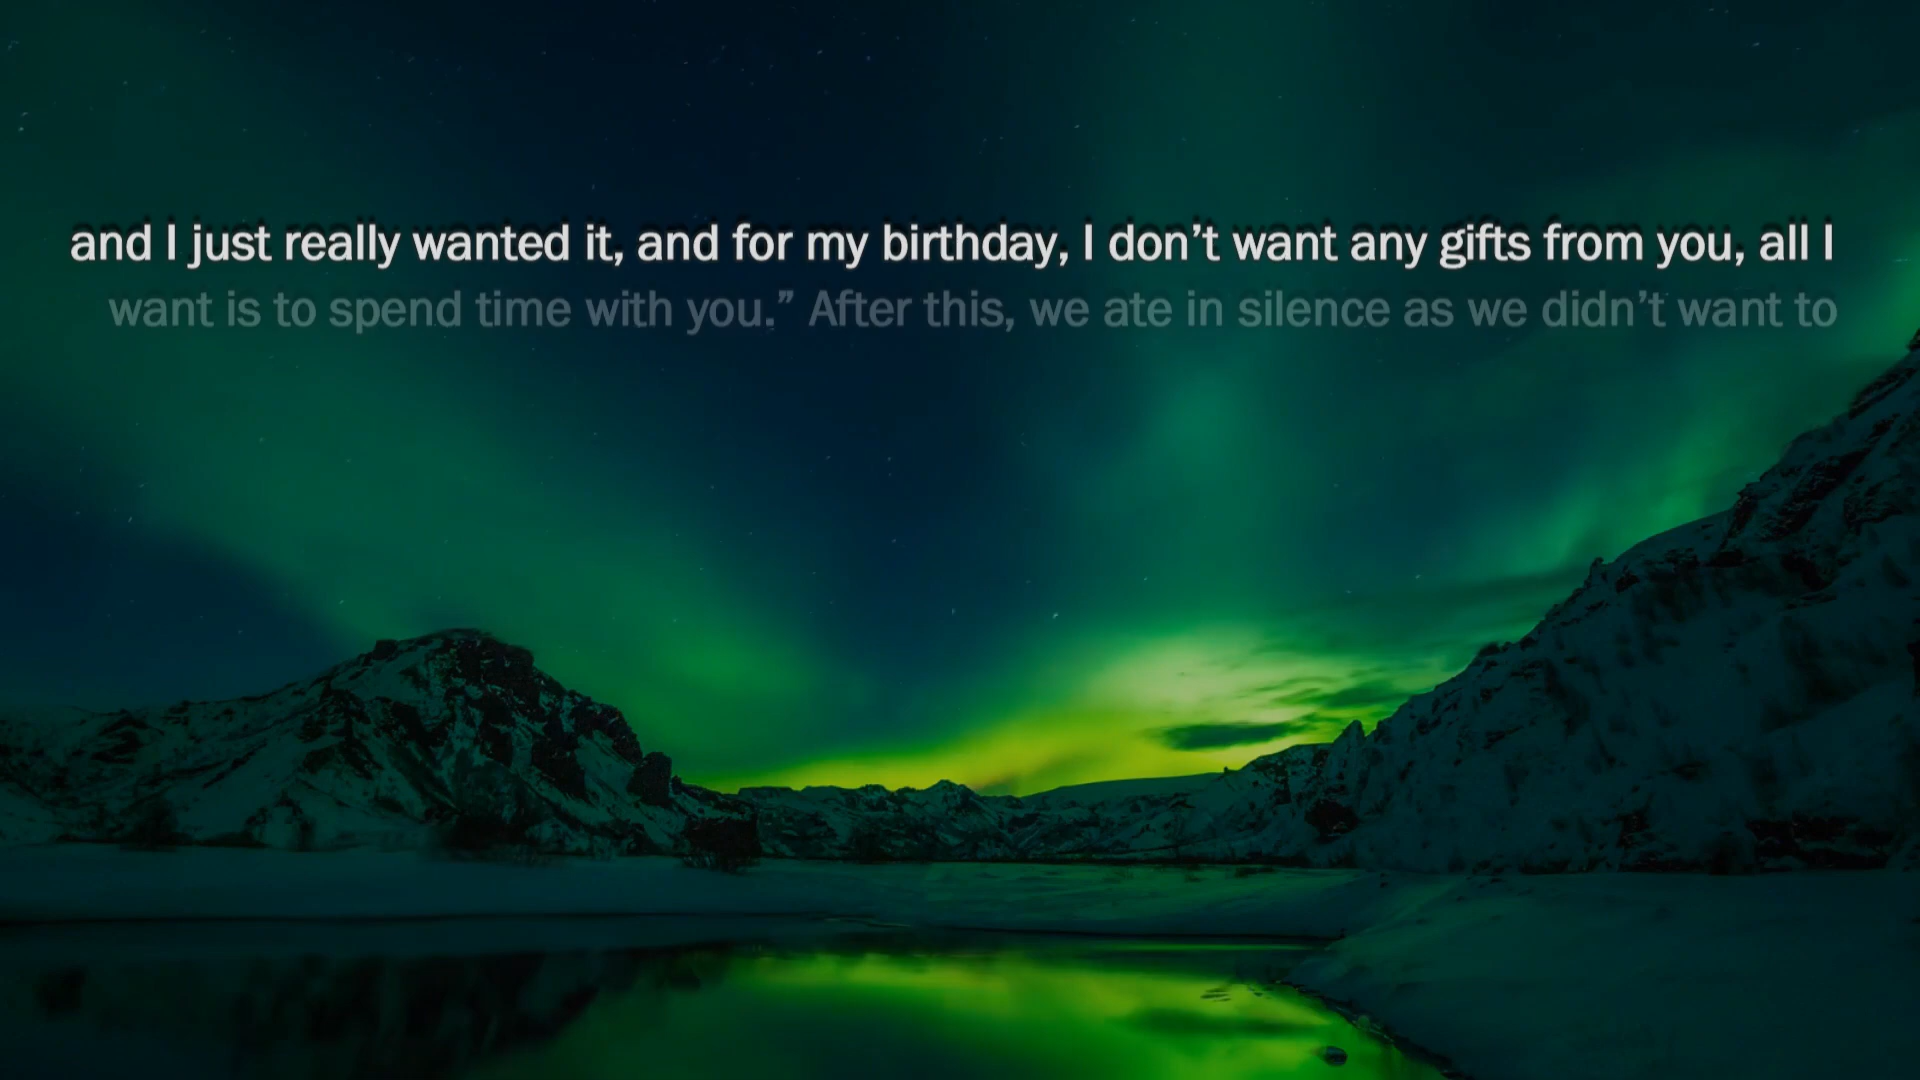 and I just really wanted it, and for my birthday, I don’t want any gifts from you, all I
want is to spend time with you.” After this, we ate in silence as we didn’t want to